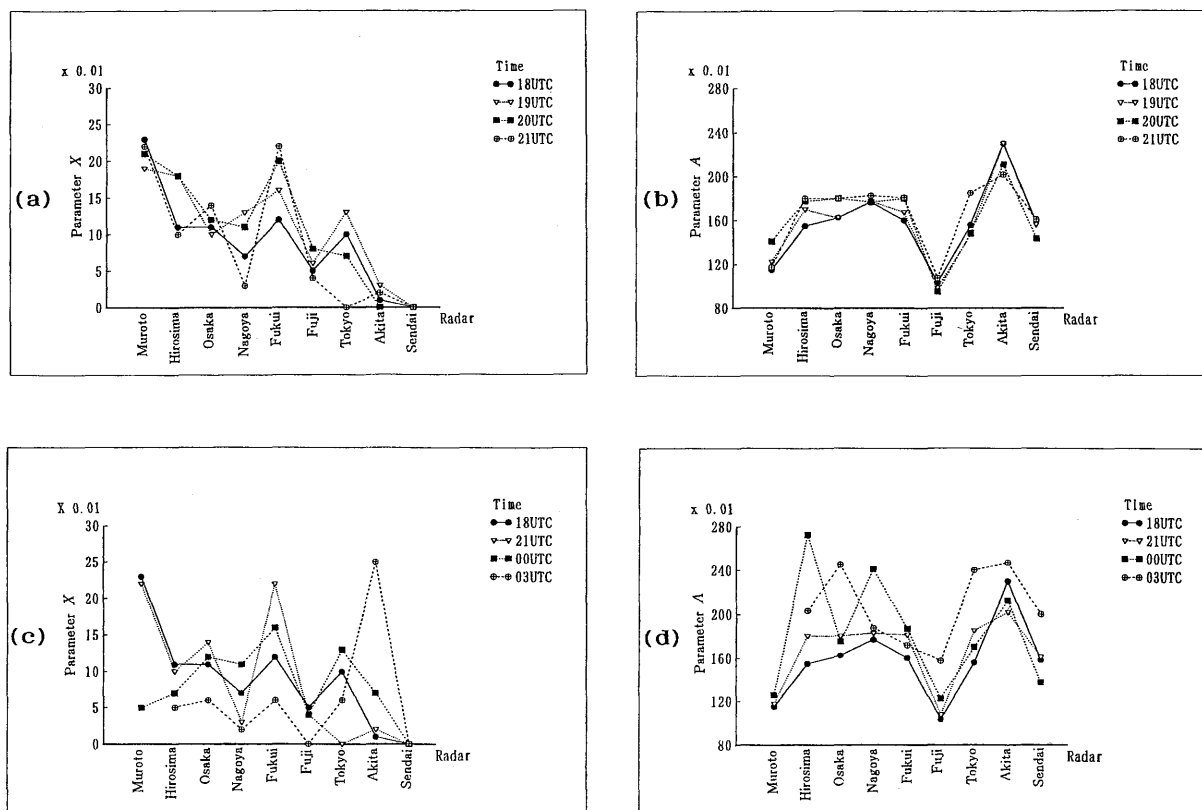 (a)
x 0.01
Parameter X
30
25
20
15
10
5
0
Time
18UTC
19UTC
20UTC
21UTC
Muroto
Hirosima
Osaka
Nagoya
Fukui
Fuji
Tokyo
Akita
Sendai
Radar
(b)
x 0.01
Parameter A
280
240
200
160
120
80
Time
18UTC
19UTC
20UTC
21UTC
Muroto
Hirosima
Osaka
Nagoya
Fukui
Fuji
Tokyo
Akita
Sendai
Radar
(c)
X 0.01
Parameter X
30
25
20
15
10
5
0
Time
18UTC
21UTC
00UTC
03UTC
Muroto
Hirosima
Osaka
Nagoya
Fukui
Fuji
Tokyo
Akita
Sendai
Radar
(d)
x 0.01
Parameter A
280
240
200
160
120
80
Time
18UTC
21UTC
00UTC
03UTC
Muroto
Hirosima
Osaka
Nagoya
Fukui
Fuji
Tokyo
Akita
Sendai
Radar